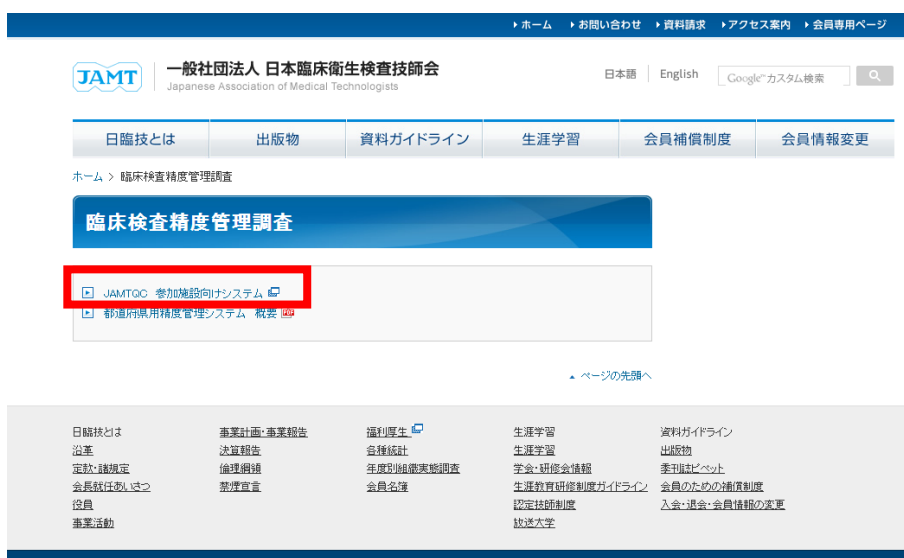 ホーム お問い合わせ 資料請求 アクセス案内 会員専用ページ
JAMT 一般社団法人 日本臨床衛生検査技師会
Japanese Association of Medical Technologists
日本語 English Google™カスタム検索
日臨技とは 出版物 資料ガイドライン 生涯学習 会員補償制度 会員情報変更
ホーム > 臨床検査精度管理調査
臨床検査精度管理調査
JAMTQC 参加施設向けシステム
都道府県用精度管理システム 概要
ページの先頭へ
日臨技とは 事業計画・事業報告 福利厚生 生涯学習 資料ガイドライン
沿革 決算報告 各種統計 生涯学習 出版物
定款・諸規定 倫理綱領 年度別組織実態調査 学会・研修会情報 季刊誌ピペット
会長就任あいさつ 禁煙宣言 会員名簿 生涯教育研修制度ガイドライン 会員のための補償制度
役員 認定技師制度 入会・退会・会員情報の変更
事業活動 放送大学